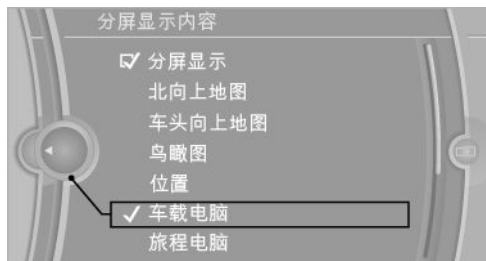 分屏显示内容
分屏显示
北向上地图
车头向上地图
鸟瞰图
位置
车载电脑
旅程电脑